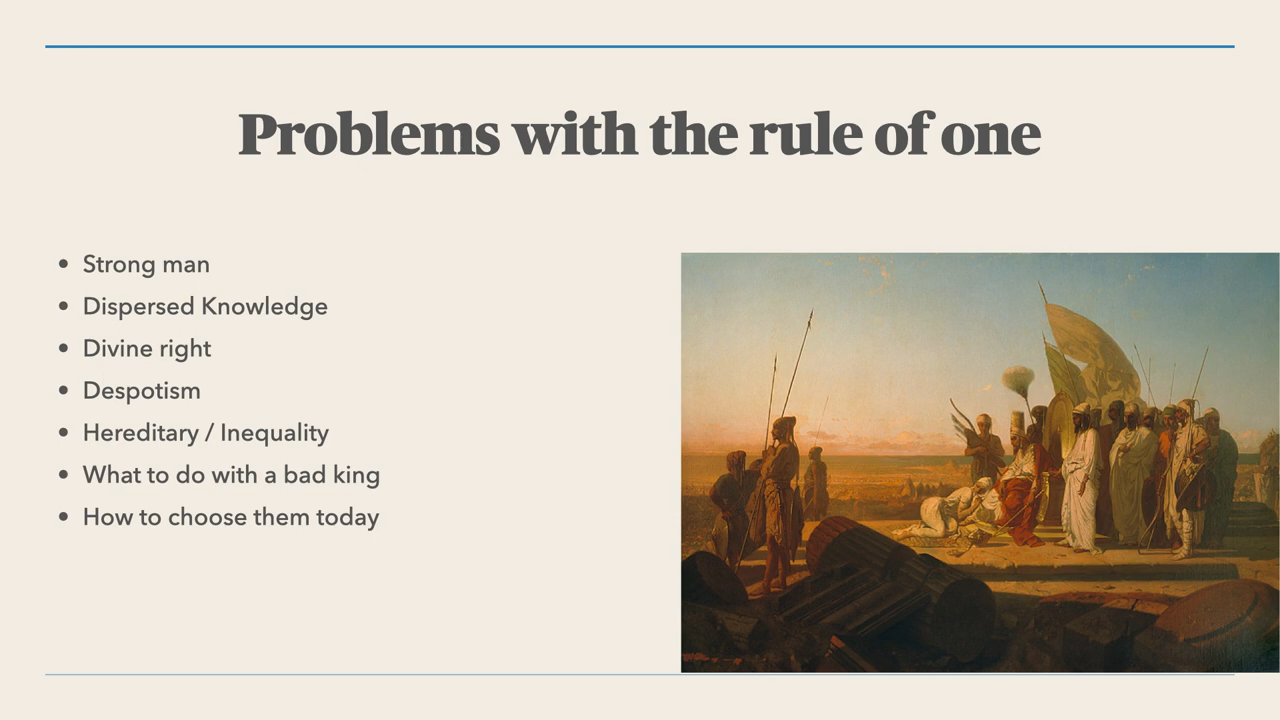 Problems with the rule of one
• Strong man
• Dispersed Knowledge
• Divine right
• Despotism
• Hereditary / Inequality
• What to do with a bad king
• How to choose them today